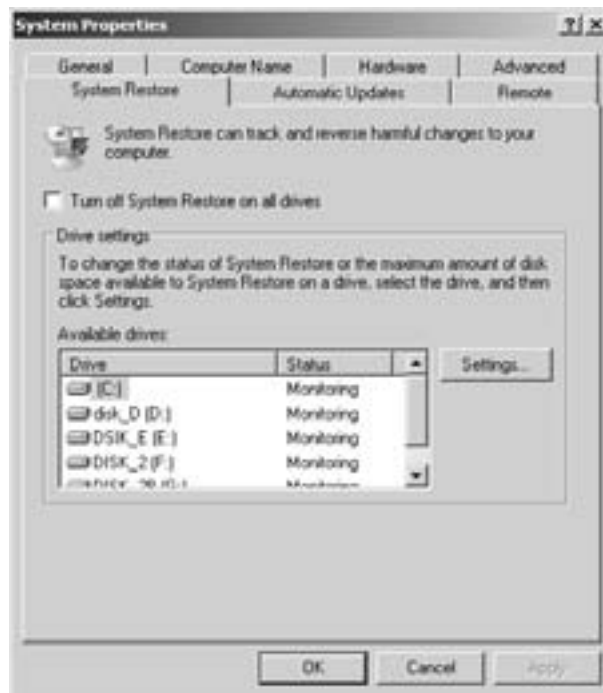 System Properties
General
Computer Name
Hardware
Advanced
System Restore
Automatic Updates
Remote
System Restore can track and reverse harmful changes to your
computer.
Turn off System Restore on all drives
Drive settings
To change the status of System Restore or the maximum amount of disk
space available to System Restore on a drive, select the drive, and then
click Settings.
Available drives:
Drive Status
(C:) Monitoring
disk_D (D:) Monitoring
DSIK_E (E:) Monitoring
DISK_2 (F:) Monitoring
Monitoring
Settings...
OK
Cancel
Apply